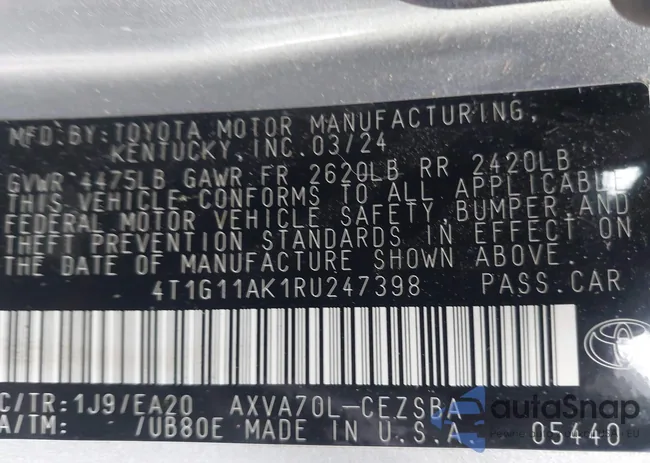 MFD.BY:TOYOTA MOTOR MANUFACTURING,
KENTUCKY, INC. 03/24
GVWR 4475LB GAWR FR 2620LB RR 2420LB
THIS VEHICLE CONFORMS TO ALL APPLICABLE
FEDERAL MOTOR VEHICLE SAFETY, BUMPER, AND
THEFT PREVENTION STANDARDS IN EFFECT ON
THE DATE OF MANUFACTURE SHOWN ABOVE.
4T1G11AK1RU247398 PASS.CAR
C/TR:1J9/EA20 AXVA70L-CEZSBA
A/TM: /UB80E MADE IN U.S.A. 05440
autoSnap